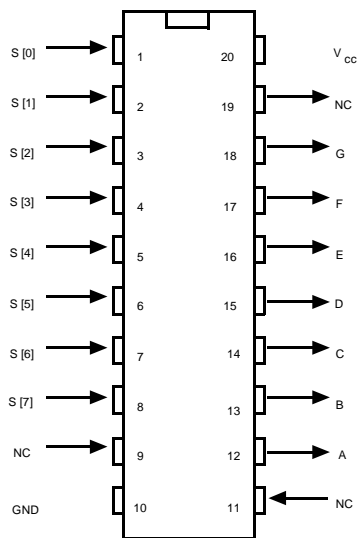 S [0] 1 20 V cc
S [1] 2 19 NC
S [2] 3 18 G
S [3] 4 17 F
S [4] 5 16 E
S [5] 6 15 D
S [6] 7 14 C
S [7] 8 13 B
NC 9 12 A
GND 10 11 NC